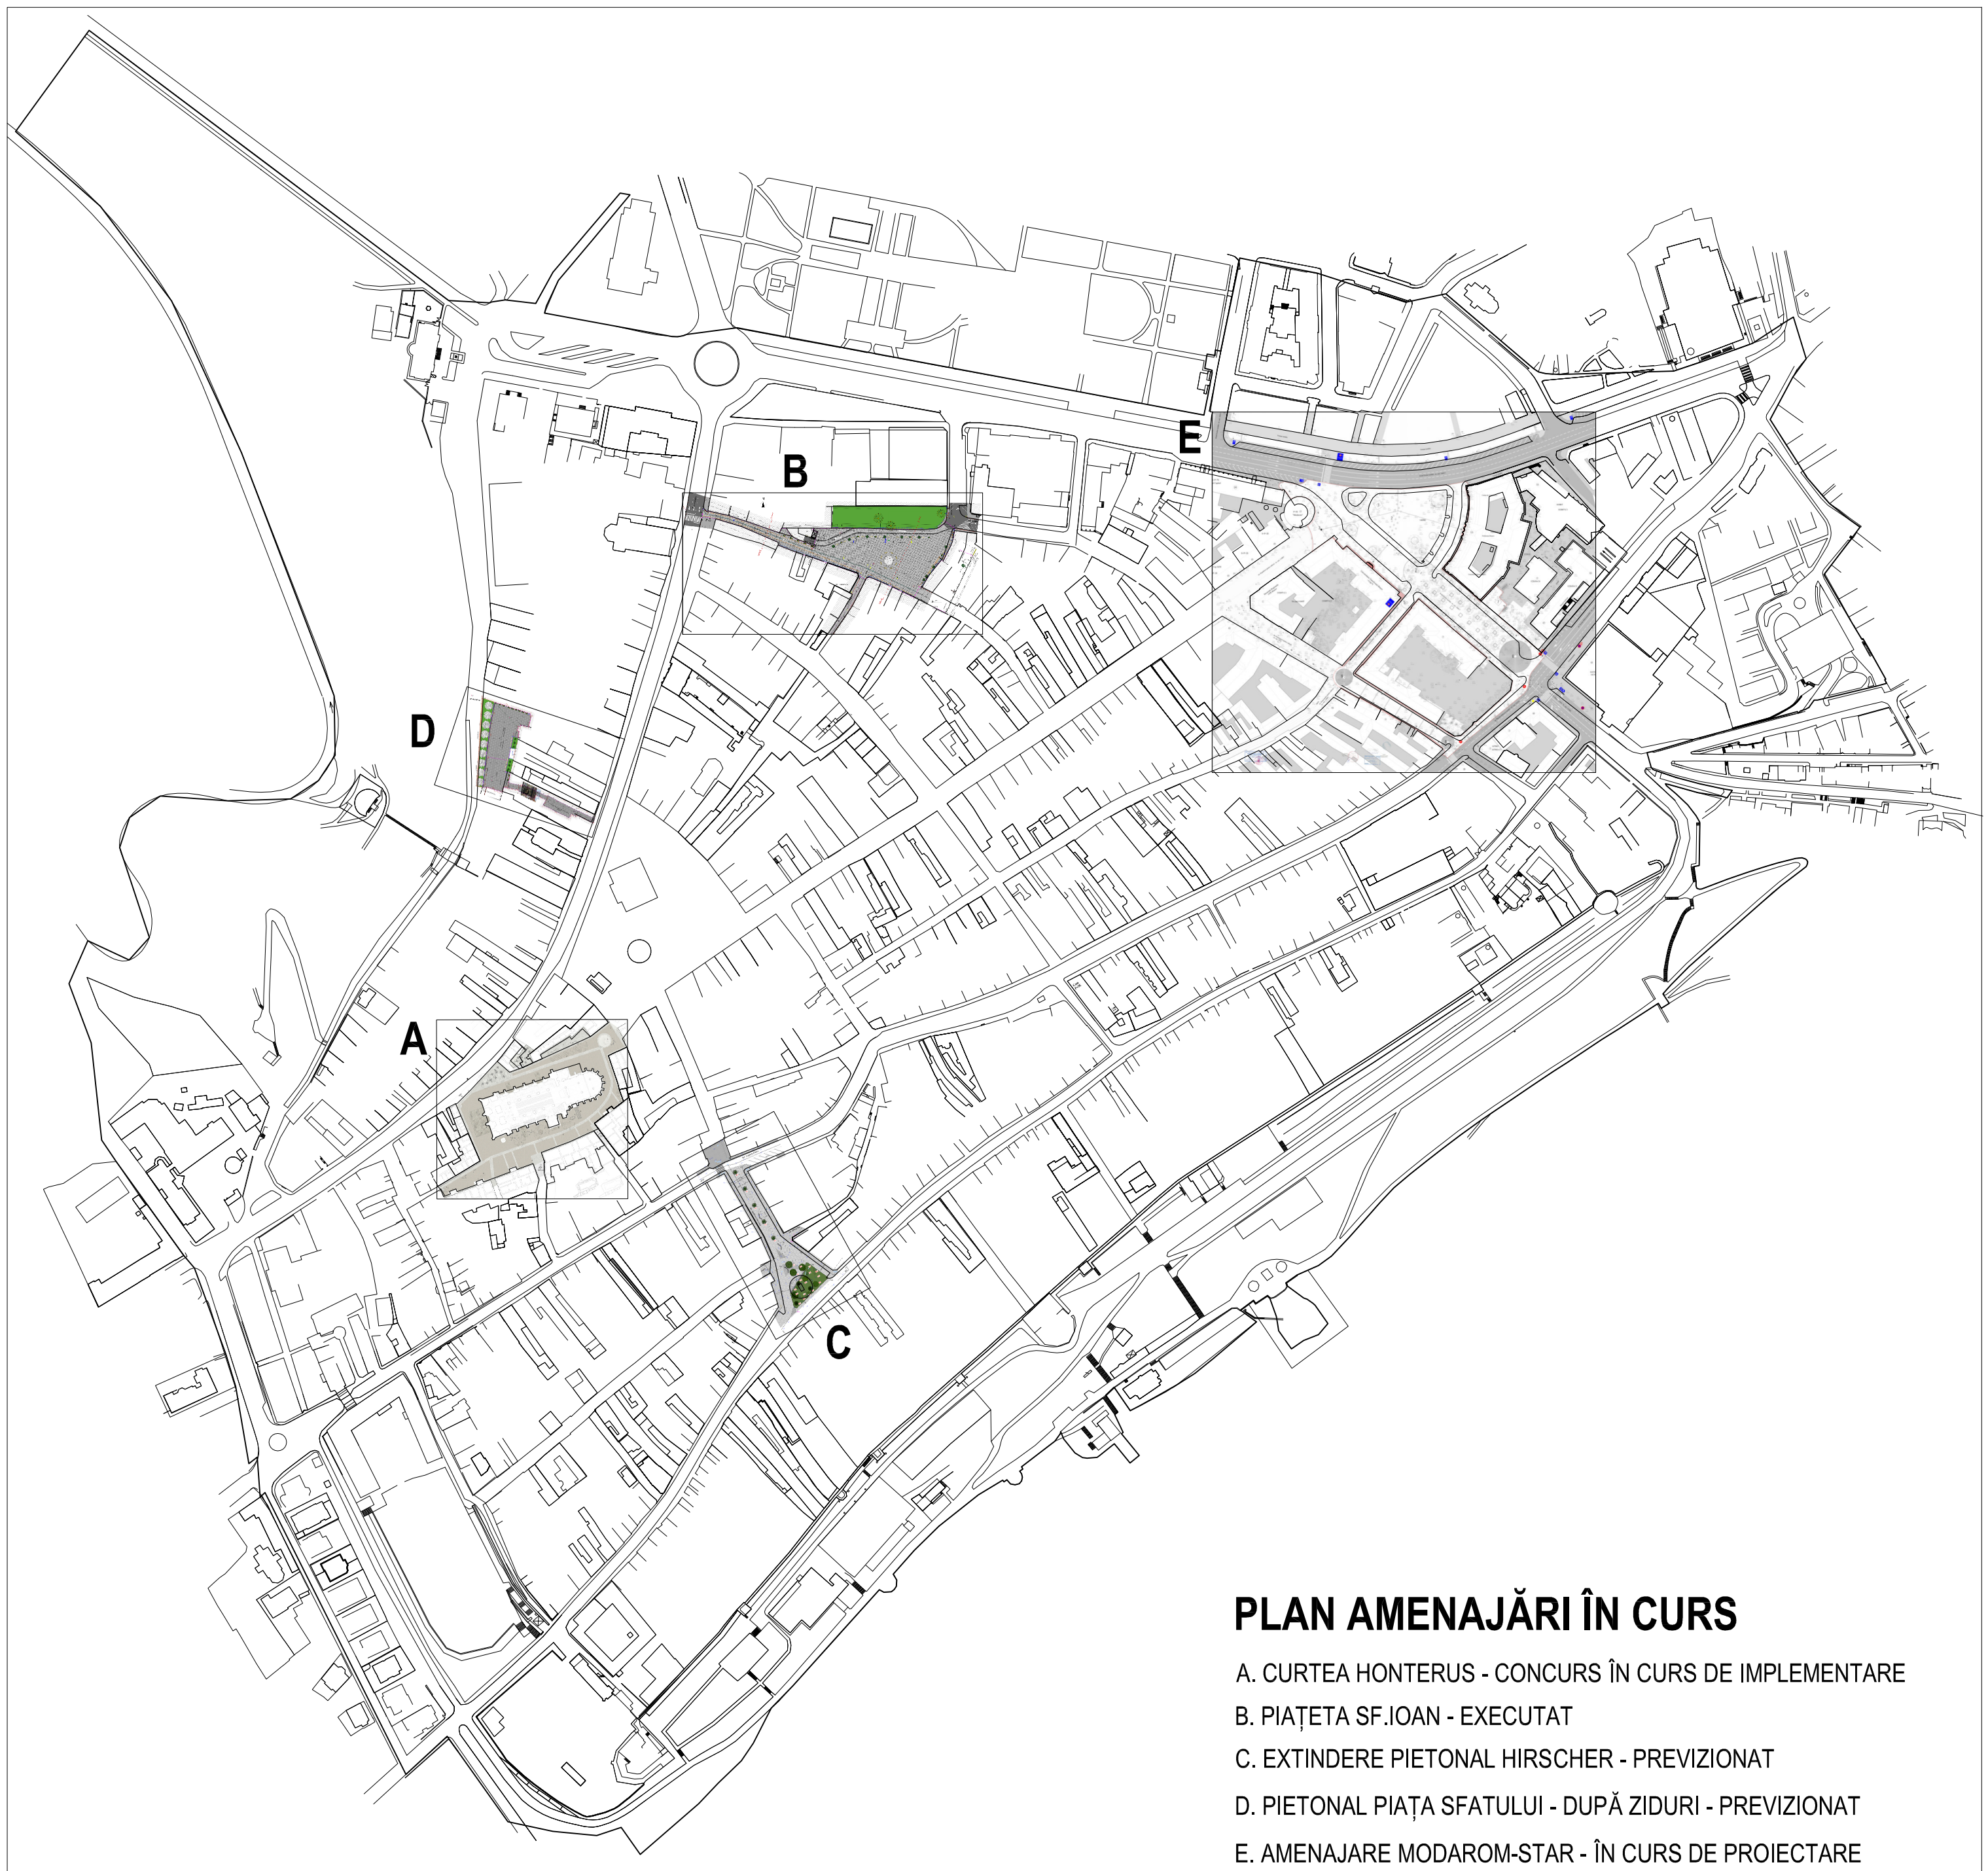 E
B
D
A
C
PLAN AMENAJĂRI ÎN CURS
A. CURTEA HONTERUS - CONCURS ÎN CURS DE IMPLEMENTARE
B. PIAȚETA SF.IOAN - EXECUTAT
C. EXTINDERE PIETONAL HIRSCHER - PREVIZIONAT
D. PIETONAL PIAȚA SFATULUI - DUPĂ ZIDURI - PREVIZIONAT
E. AMENAJARE MODAROM-STAR - ÎN CURS DE PROIECTARE